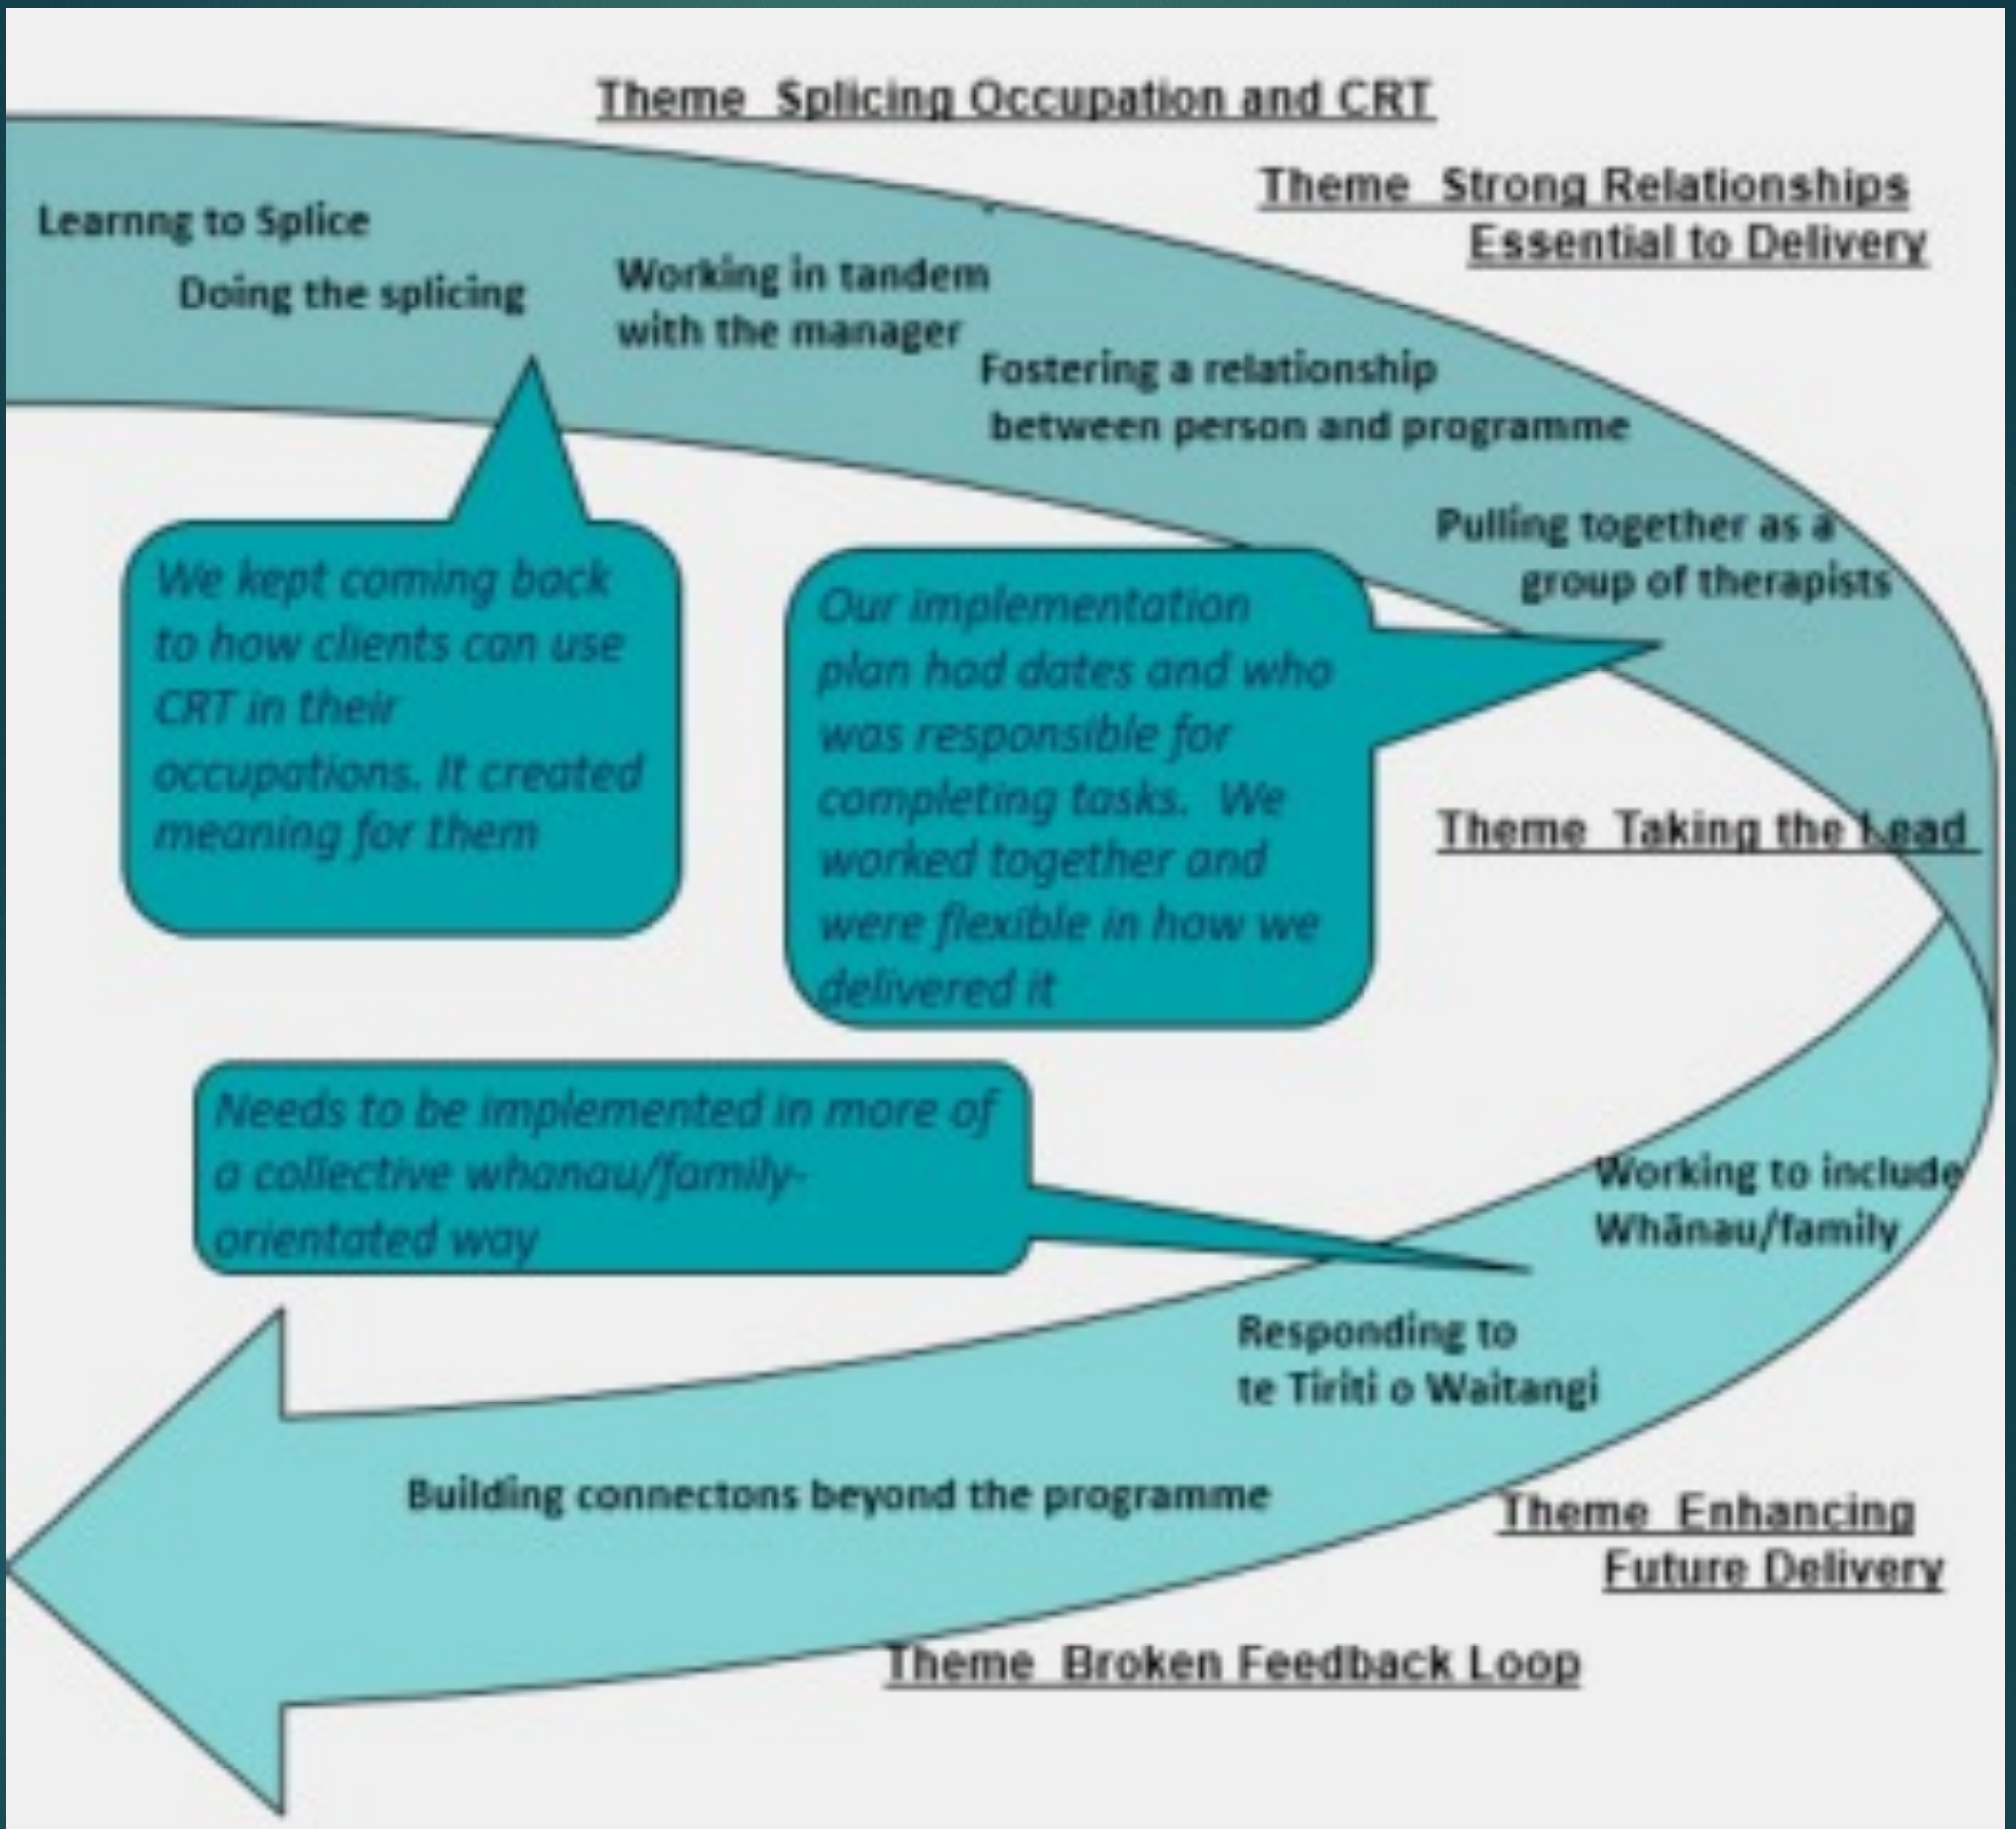 Theme  Splicing Occupation and CRT
Theme  Strong Relationships
Essential to Delivery
Learnng to Splice
Doing the splicing
Working in tandem
with the manager
Fostering a relationship
between person and programme
Pulling together as a
group of therapists
We kept coming back
to how clients can use
CRT in their
occupations. It created
meaning for them
Our implementation
plan had dates and who
was responsible for
completing tasks.  We
worked together and
were flexible in how we
delivered it
Theme  Taking the Lead
Needs to be implemented in more of
a collective whanau/family-
orientated way
Working to include
Whānau/family
Responding to
te Tiriti o Waitangi
Building connectons beyond the programme
Theme  Enhancing
Future Delivery
Theme  Broken Feedback Loop